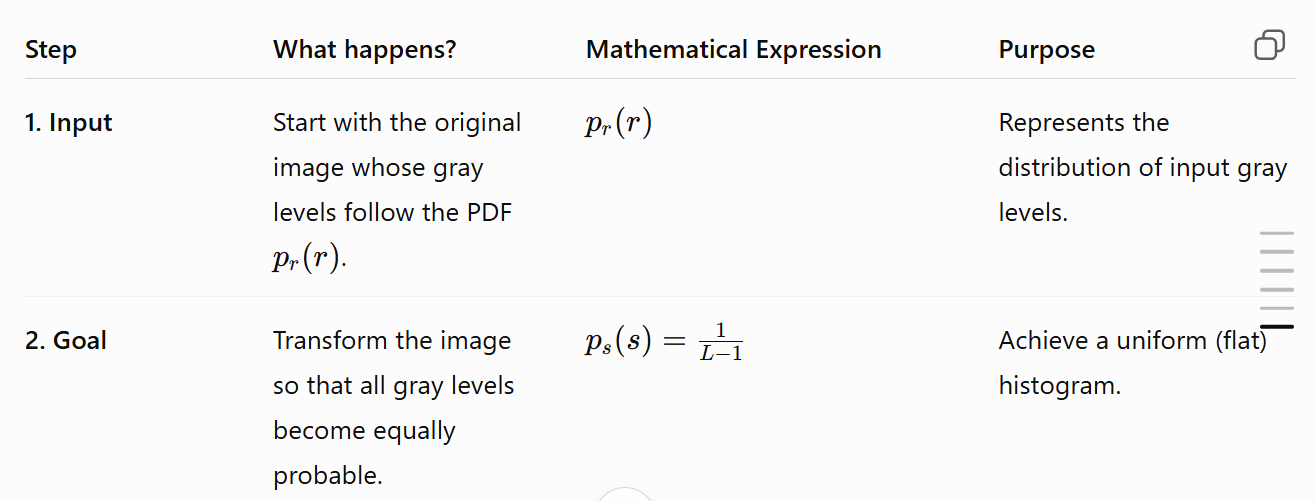 Step What happens? Mathematical Expression Purpose
1. Input Start with the original p_r(r) Represents the
image whose gray distribution of input gray
levels follow the PDF levels.
p_r(r).
2. Goal Transform the image p_s(s) = 1/(L−1) Achieve a uniform (flat)
so that all gray levels histogram.
become equally
probable.